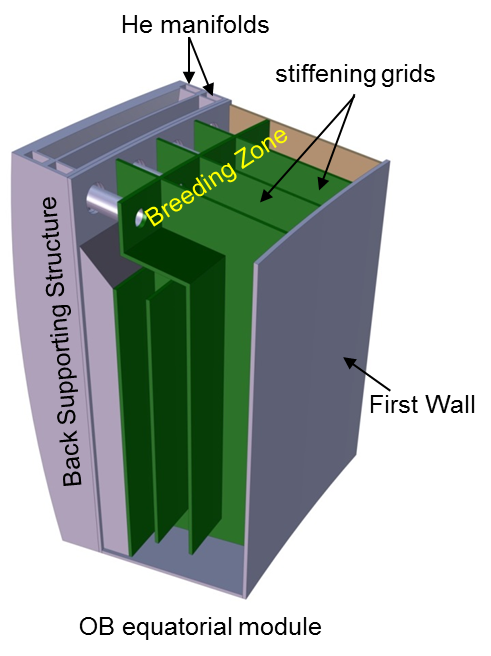 He manifolds
stiffening grids
Breeding Zone
Back Supporting Structure
First Wall
OB equatorial module